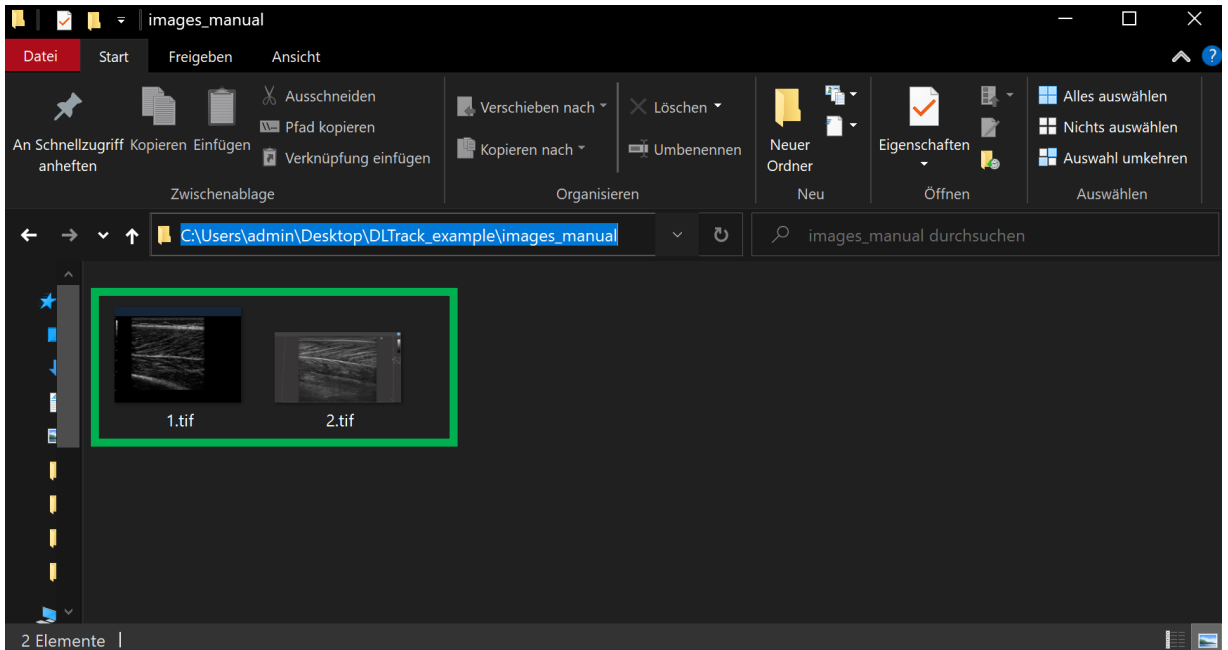 images_manual
Datei Start Freigeben Ansicht
An Schnellzugriff anheften
Kopieren
Einfügen
Ausschneiden
Pfad kopieren
Verknüpfung einfügen
Zwischenablage
Verschieben nach
Kopieren nach
Löschen
Umbenennen
Organisieren
Neuer
Ordner
Neu
Eigenschaften
Öffnen
Alles auswählen
Nichts auswählen
Auswahl umkehren
Auswählen
C:\Users\admin\Desktop\DLTrack_example\images_manual
images_manual durchsuchen
1.tif
2.tif
2 Elemente